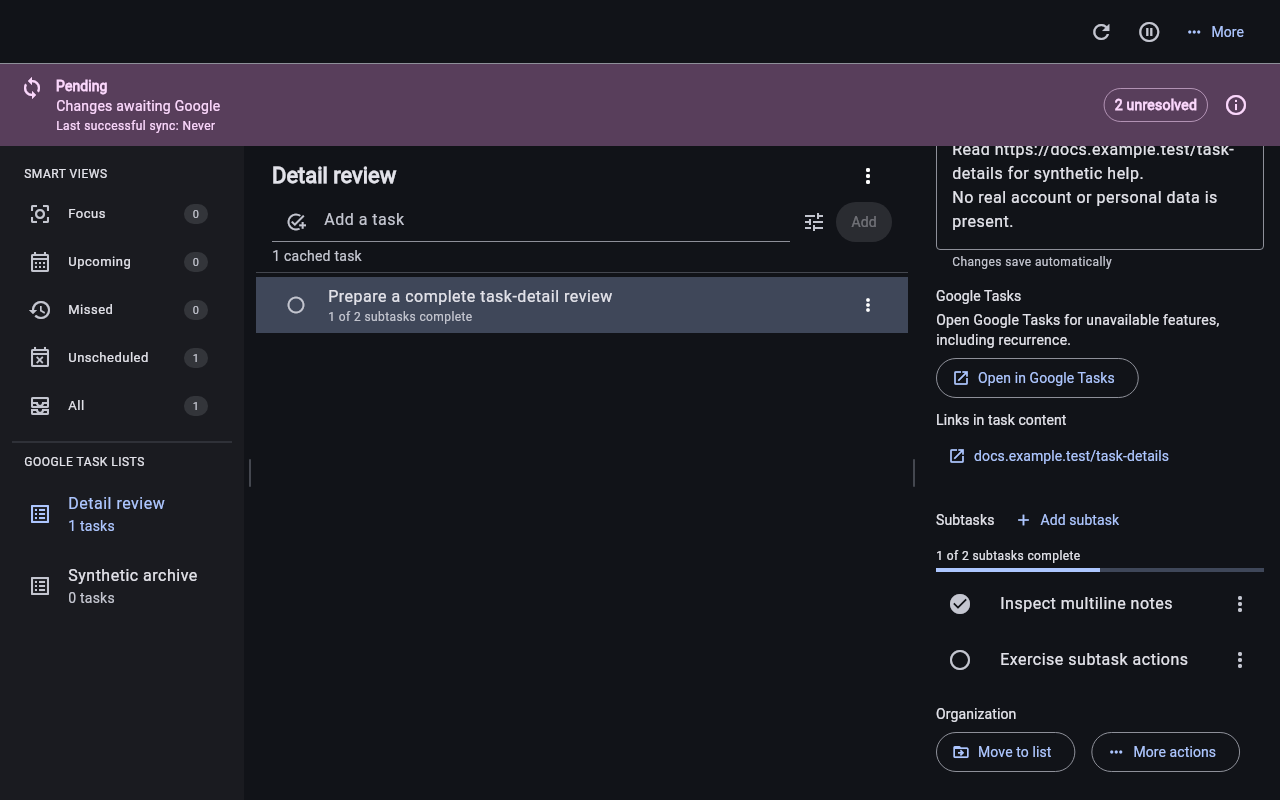 More
Pending
Changes awaiting Google
Last successful sync: Never
2 unresolved
SMART VIEWS
Focus
0
Upcoming
0
Missed
0
Unscheduled
1
All
1
GOOGLE TASK LISTS
Detail review
1 tasks
Synthetic archive
0 tasks
Detail review
Add a task
Add
1 cached task
Prepare a complete task-detail review
1 of 2 subtasks complete
Read https://docs.example.test/task-
details for synthetic help.
No real account or personal data is
present.
Changes save automatically
Google Tasks
Open Google Tasks for unavailable features,
including recurrence.
Open in Google Tasks
Links in task content
docs.example.test/task-details
Subtasks
Add subtask
1 of 2 subtasks complete
Inspect multiline notes
Exercise subtask actions
Organization
Move to list
More actions